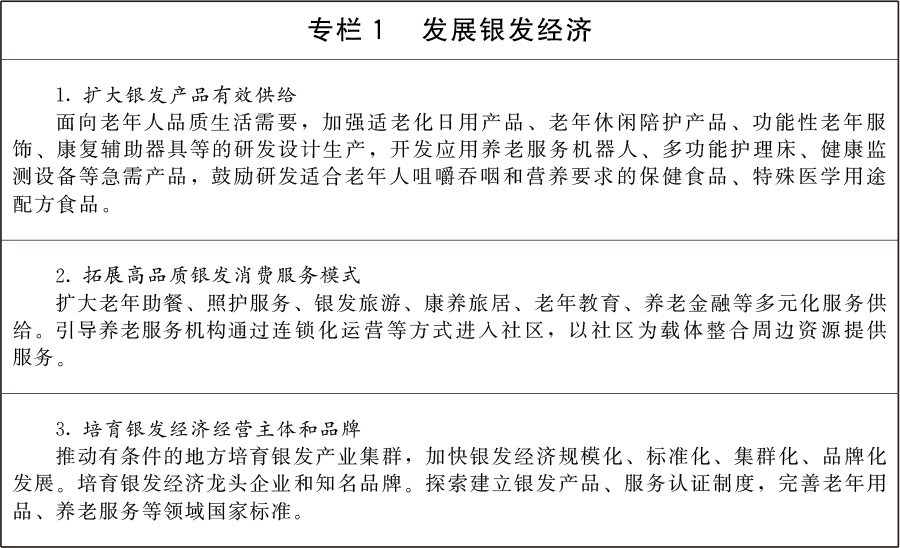 专栏1 发展银发经济
1. 扩大银发产品有效供给
面向老年人品质生活需要，加强适老化日用产品、老年休闲陪护产品、功能性老年服
饰、康复辅助器具等的研发设计生产，开发应用养老服务机器人、多功能护理床、健康监
测设备等急需产品，鼓励研发适合老年人咀嚼吞咽和营养要求的保健食品、特殊医学用途
配方食品。
2. 拓展高品质银发消费服务模式
扩大老年助餐、照护服务、银发旅游、康养旅居、老年教育、养老金融等多元化服务供
给。引导养老服务机构通过连锁化运营等方式进入社区，以社区为载体整合周边资源提供
服务。
3. 培育银发经济经营主体和品牌
推动有条件的地方培育银发产业集群，加快银发经济规模化、标准化、集群化、品牌化
发展。培育银发经济龙头企业和知名品牌。探索建立银发产品、服务认证制度，完善老年用
品、养老服务等领域国家标准。